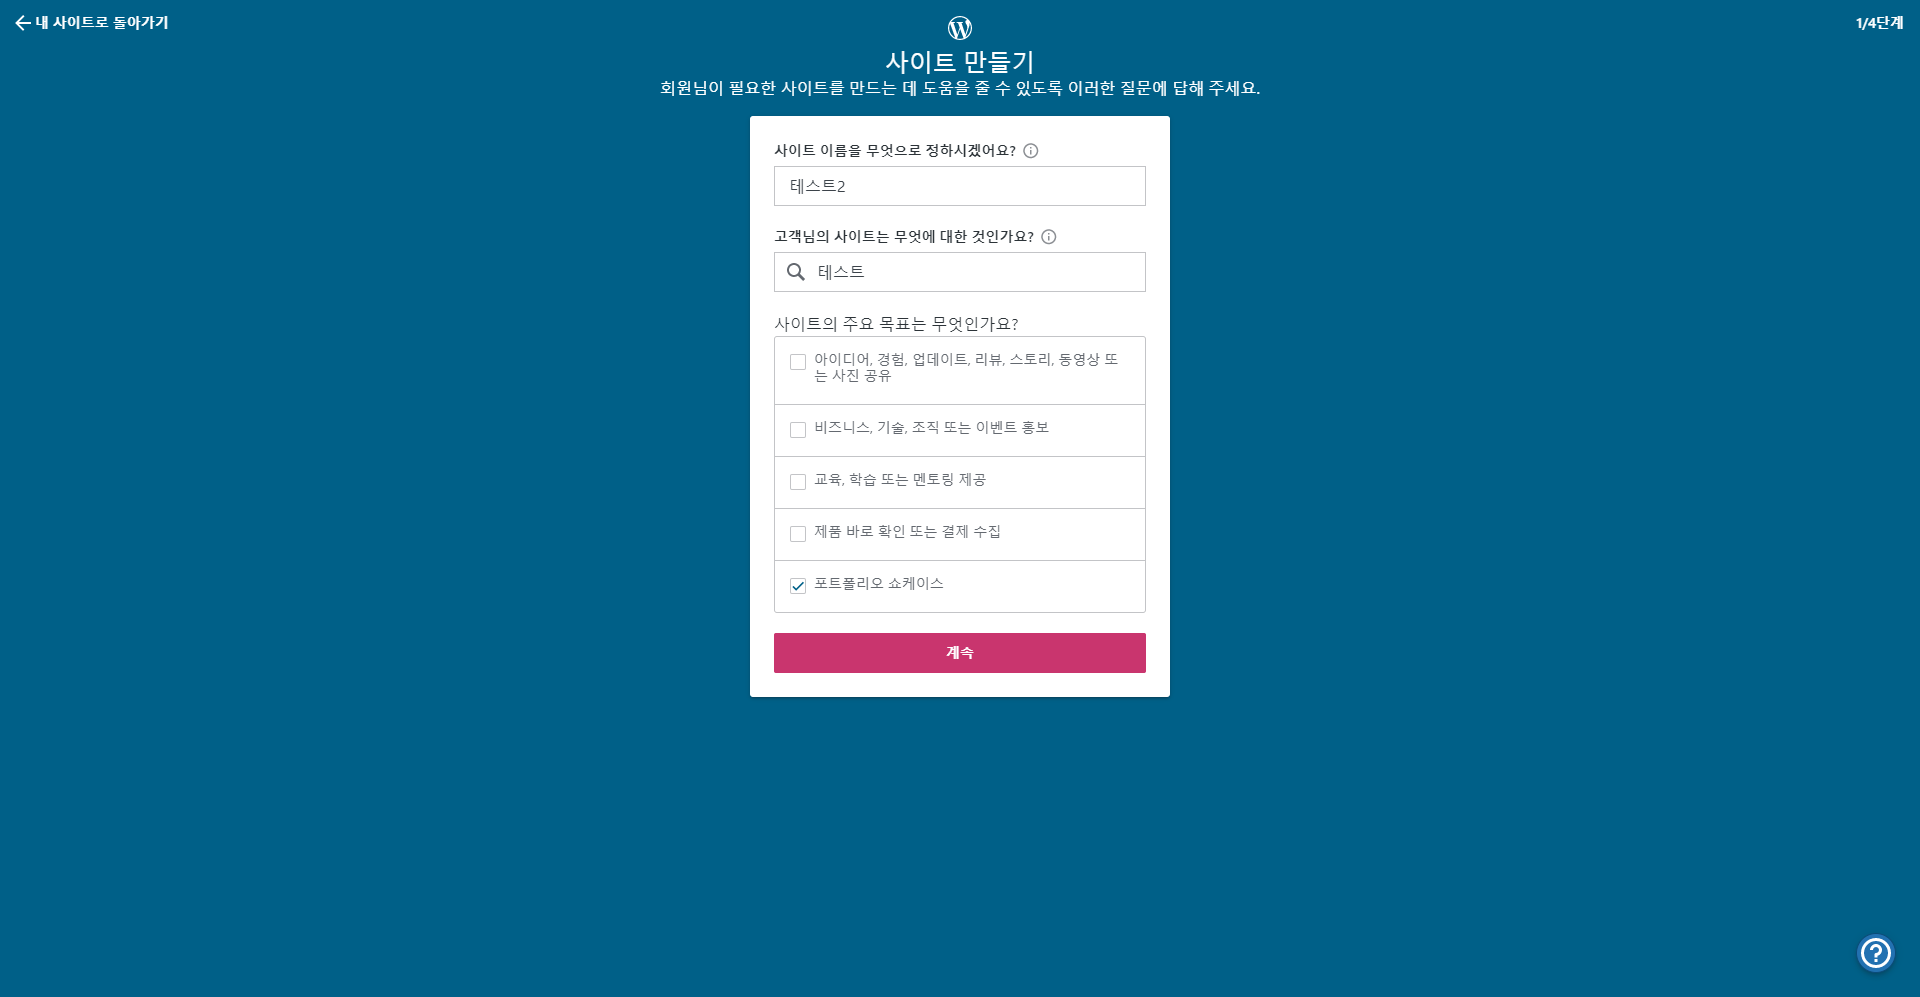 내 사이트로 돌아가기
1/4단계
사이트 만들기
회원님이 필요한 사이트를 만드는 데 도움을 줄 수 있도록 이러한 질문에 답해 주세요.
사이트 이름을 무엇으로 정하시겠어요?
테스트2
고객님의 사이트는 무엇에 대한 것인가요?
테스트
사이트의 주요 목표는 무엇인가요?
아이디어, 경험, 업데이트, 리뷰, 스토리, 동영상 또
는 사진 공유
비즈니스, 기술, 조직 또는 이벤트 홍보
교육, 학습 또는 멘토링 제공
제품 바로 확인 또는 결제 수집
포트폴리오 쇼케이스
계속